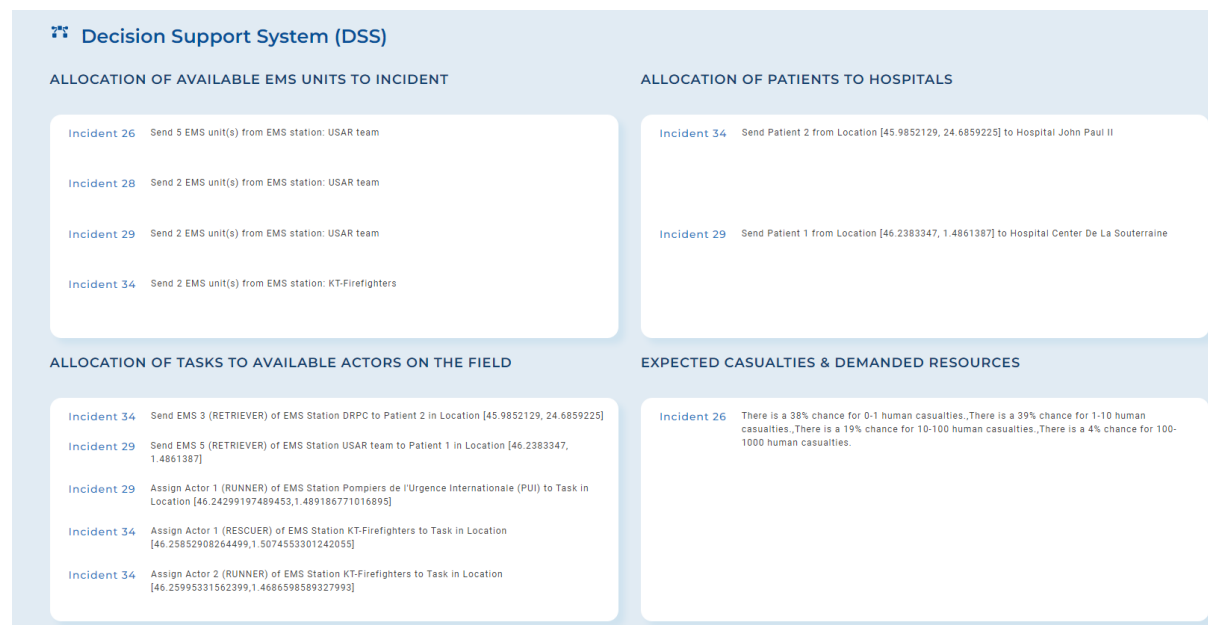 Decision Support System (DSS)
ALLOCATION OF AVAILABLE EMS UNITS TO INCIDENT
Incident 26 Send 5 EMS unit(s) from EMS station: USAR team
Incident 28 Send 2 EMS unit(s) from EMS station: USAR team
Incident 29 Send 2 EMS unit(s) from EMS station: USAR team
Incident 34 Send 2 EMS unit(s) from EMS station: KT-Firefighters
ALLOCATION OF PATIENTS TO HOSPITALS
Incident 34 Send Patient 2 from Location [45.9852129, 24.6859225] to Hospital John Paul II
Incident 29 Send Patient 1 from Location [46.2383347, 1.4861387] to Hospital Center De La Souterraine
ALLOCATION OF TASKS TO AVAILABLE ACTORS ON THE FIELD
Incident 34 Send EMS 3 (RETRIEVER) of EMS Station DRPC to Patient 2 in Location [45.9852129, 24.6859225]
Incident 29 Send EMS 5 (RETRIEVER) of EMS Station USAR team to Patient 1 in Location [46.2383347,
1.4861387]
Incident 29 Assign Actor 1 (RUNNER) of EMS Station Pompiers de l'Urgence Internationale (PUI) to Task in
Location [46.24299197489453,1.489186771016895]
Incident 34 Assign Actor 1 (RESCUER) of EMS Station KT-Firefighters to Task in Location
[46.25852908264499,1.5074553301242055]
Incident 34 Assign Actor 2 (RUNNER) of EMS Station KT-Firefighters to Task in Location
[46.25995331562399,1.4686598589327993]
EXPECTED CASUALTIES & DEMANDED RESOURCES
Incident 26 There is a 38% chance for 0-1 human casualties.,There is a 39% chance for 1-10 human
casualties.,There is a 19% chance for 10-100 human casualties.,There is a 4% chance for 100-
1000 human casualties.